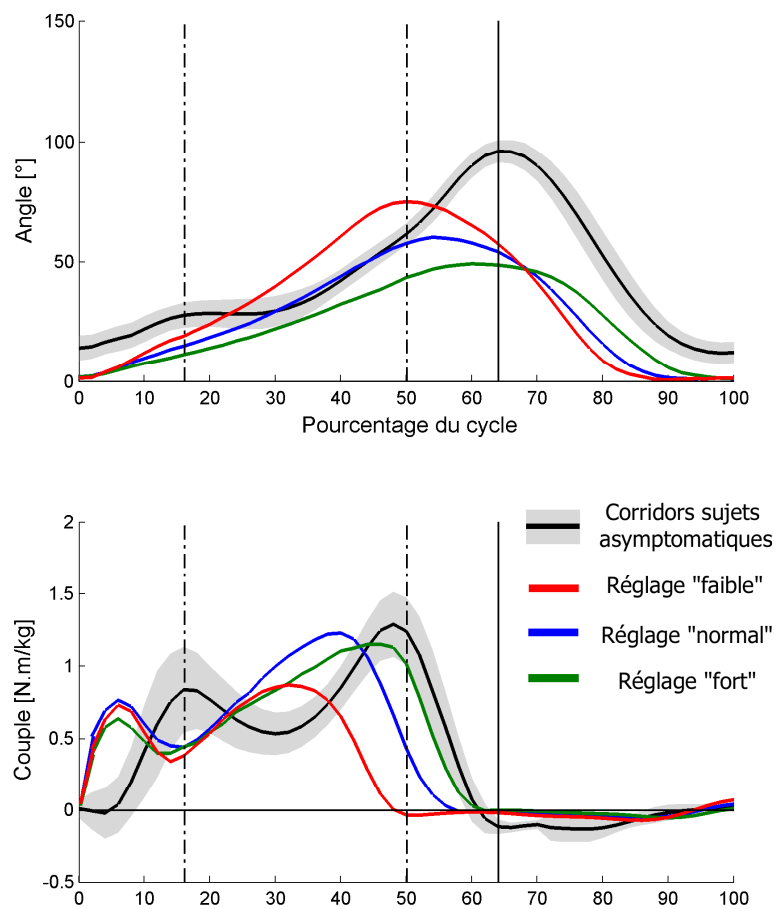 150
100
50
0
Angle [°]
0 10 20 30 40 50 60 70 80 90 100
Pourcentage du cycle
2
1.5
1
0.5
0
-0.5
Couple [N.m/kg]
Corridors sujets
asymptomatiques
Réglage "faible"
Réglage "normal"
Réglage "fort"
0 10 20 30 40 50 60 70 80 90 100